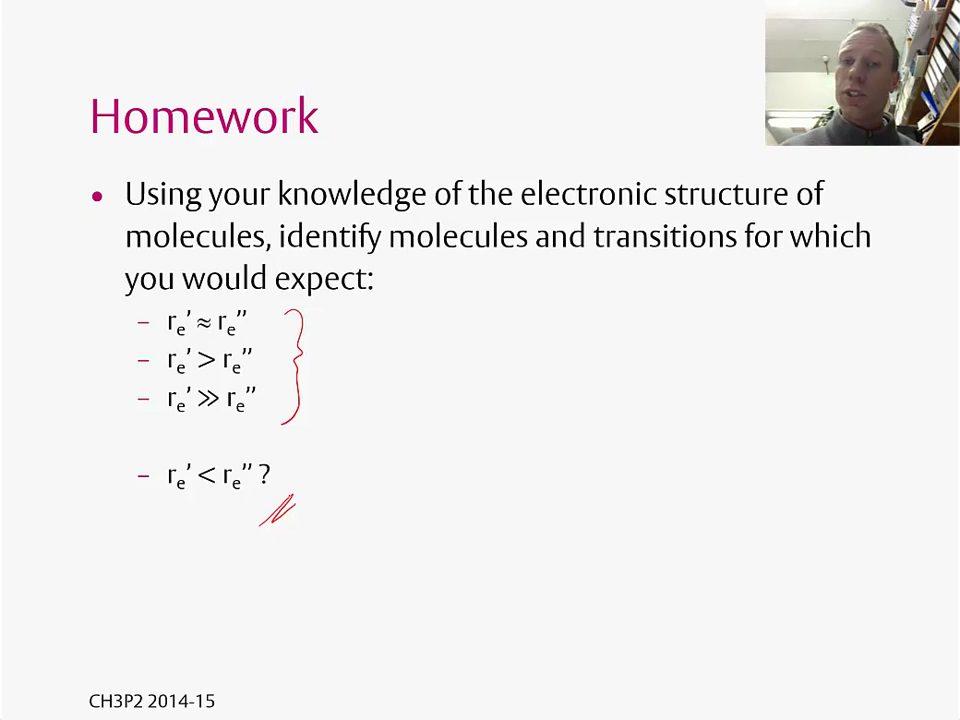 Homework
• Using your knowledge of the electronic structure of
molecules, identify molecules and transitions for which
you would expect:
– rₑ’ ≈ rₑ”
– rₑ’ > rₑ”
– rₑ’ ≫ rₑ”
– rₑ’ < rₑ” ?
CH3P2 2014-15